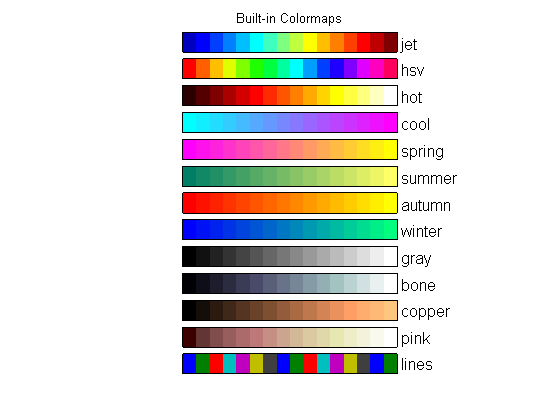 Built-in Colormaps
jet
hsv
hot
cool
spring
summer
autumn
winter
gray
bone
copper
pink
lines